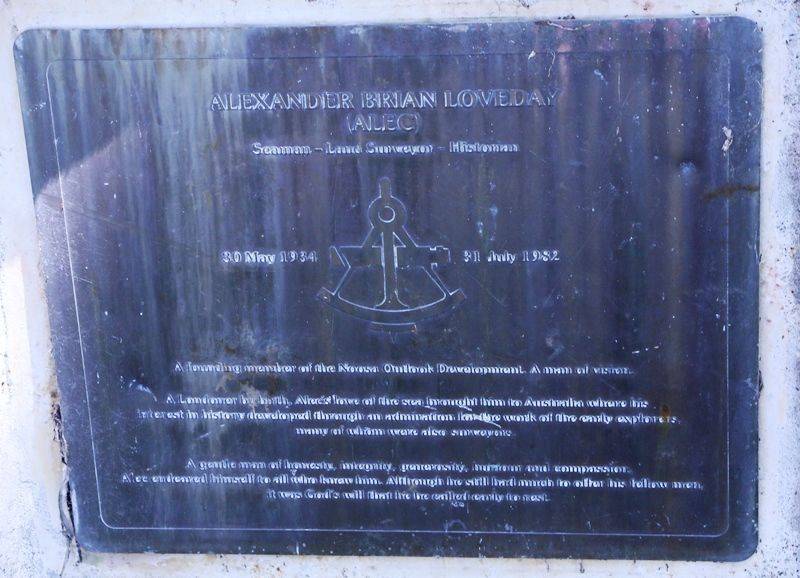 ALEXANDER BRIAN LOVEDAY
(ALEC)
Seaman – Land Surveyor – Historian
30 May 1934 31 July 1982
A founding member of the Noosa Outlook Development. A man of vision.
A Londoner by birth, Alec's love of the sea brought him to Australia where his
interest in history developed through an admiration for the work of the early explorers,
many of whom were also surveyors.
A gentle man of honesty, integrity, generosity, humour and compassion,
Alec endeared himself to all who knew him. Although he still had much to offer his fellow men,
it was God's will that he be called early to rest.